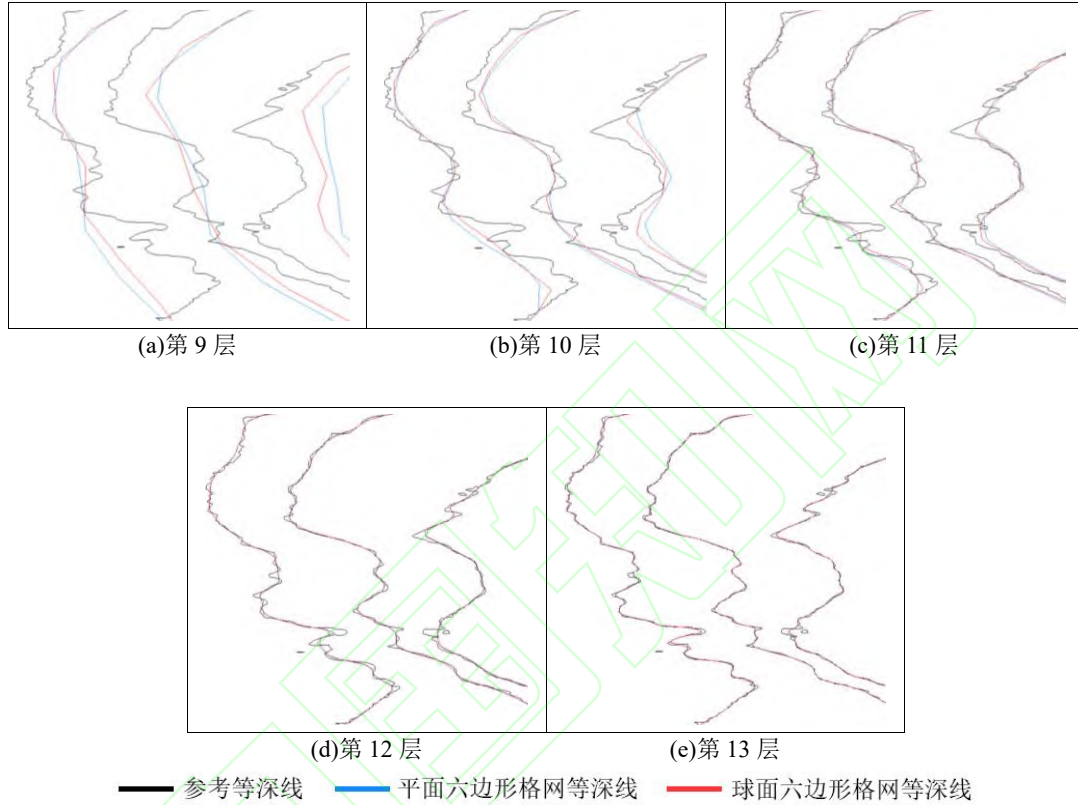 (a)第 9 层
(b)第 10 层
(c)第 11 层
(d)第 12 层
(e)第 13 层
参考等深线 平面六边形格网等深线 球面六边形格网等深线